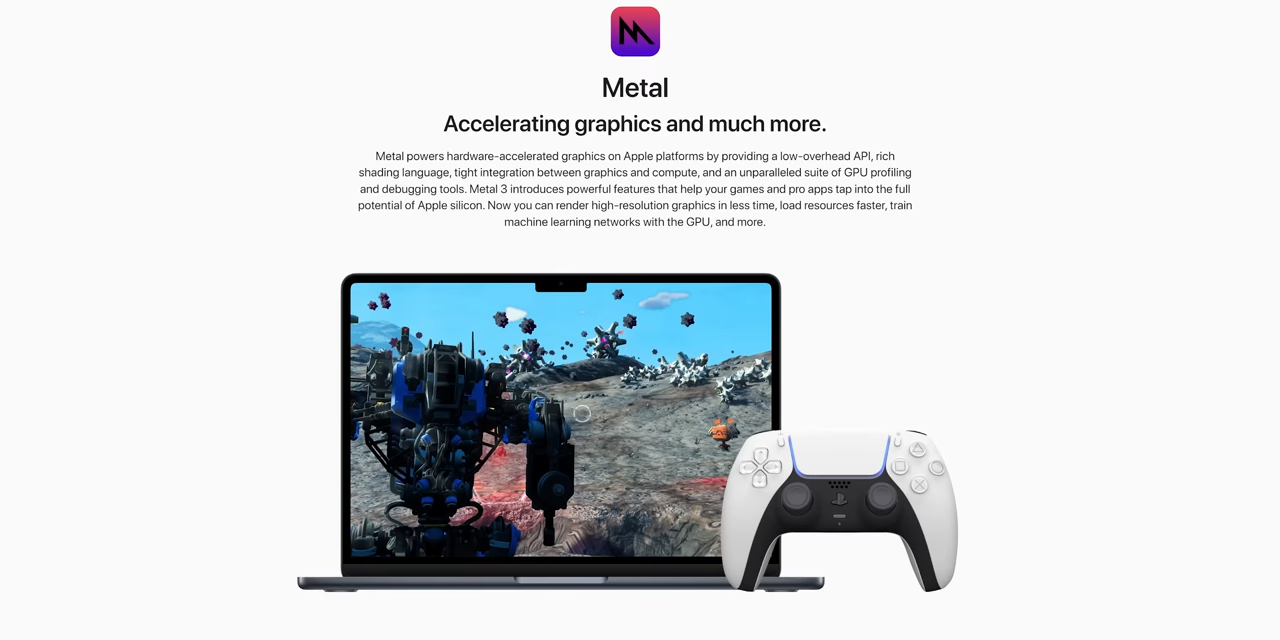 Metal
Accelerating graphics and much more.
Metal powers hardware-accelerated graphics on Apple platforms by providing a low-overhead API, rich
shading language, tight integration between graphics and compute, and an unparalleled suite of GPU profiling
and debugging tools. Metal 3 introduces powerful features that help your games and pro apps tap into the full
potential of Apple silicon. Now you can render high-resolution graphics in less time, load resources faster, train
machine learning networks with the GPU, and more.